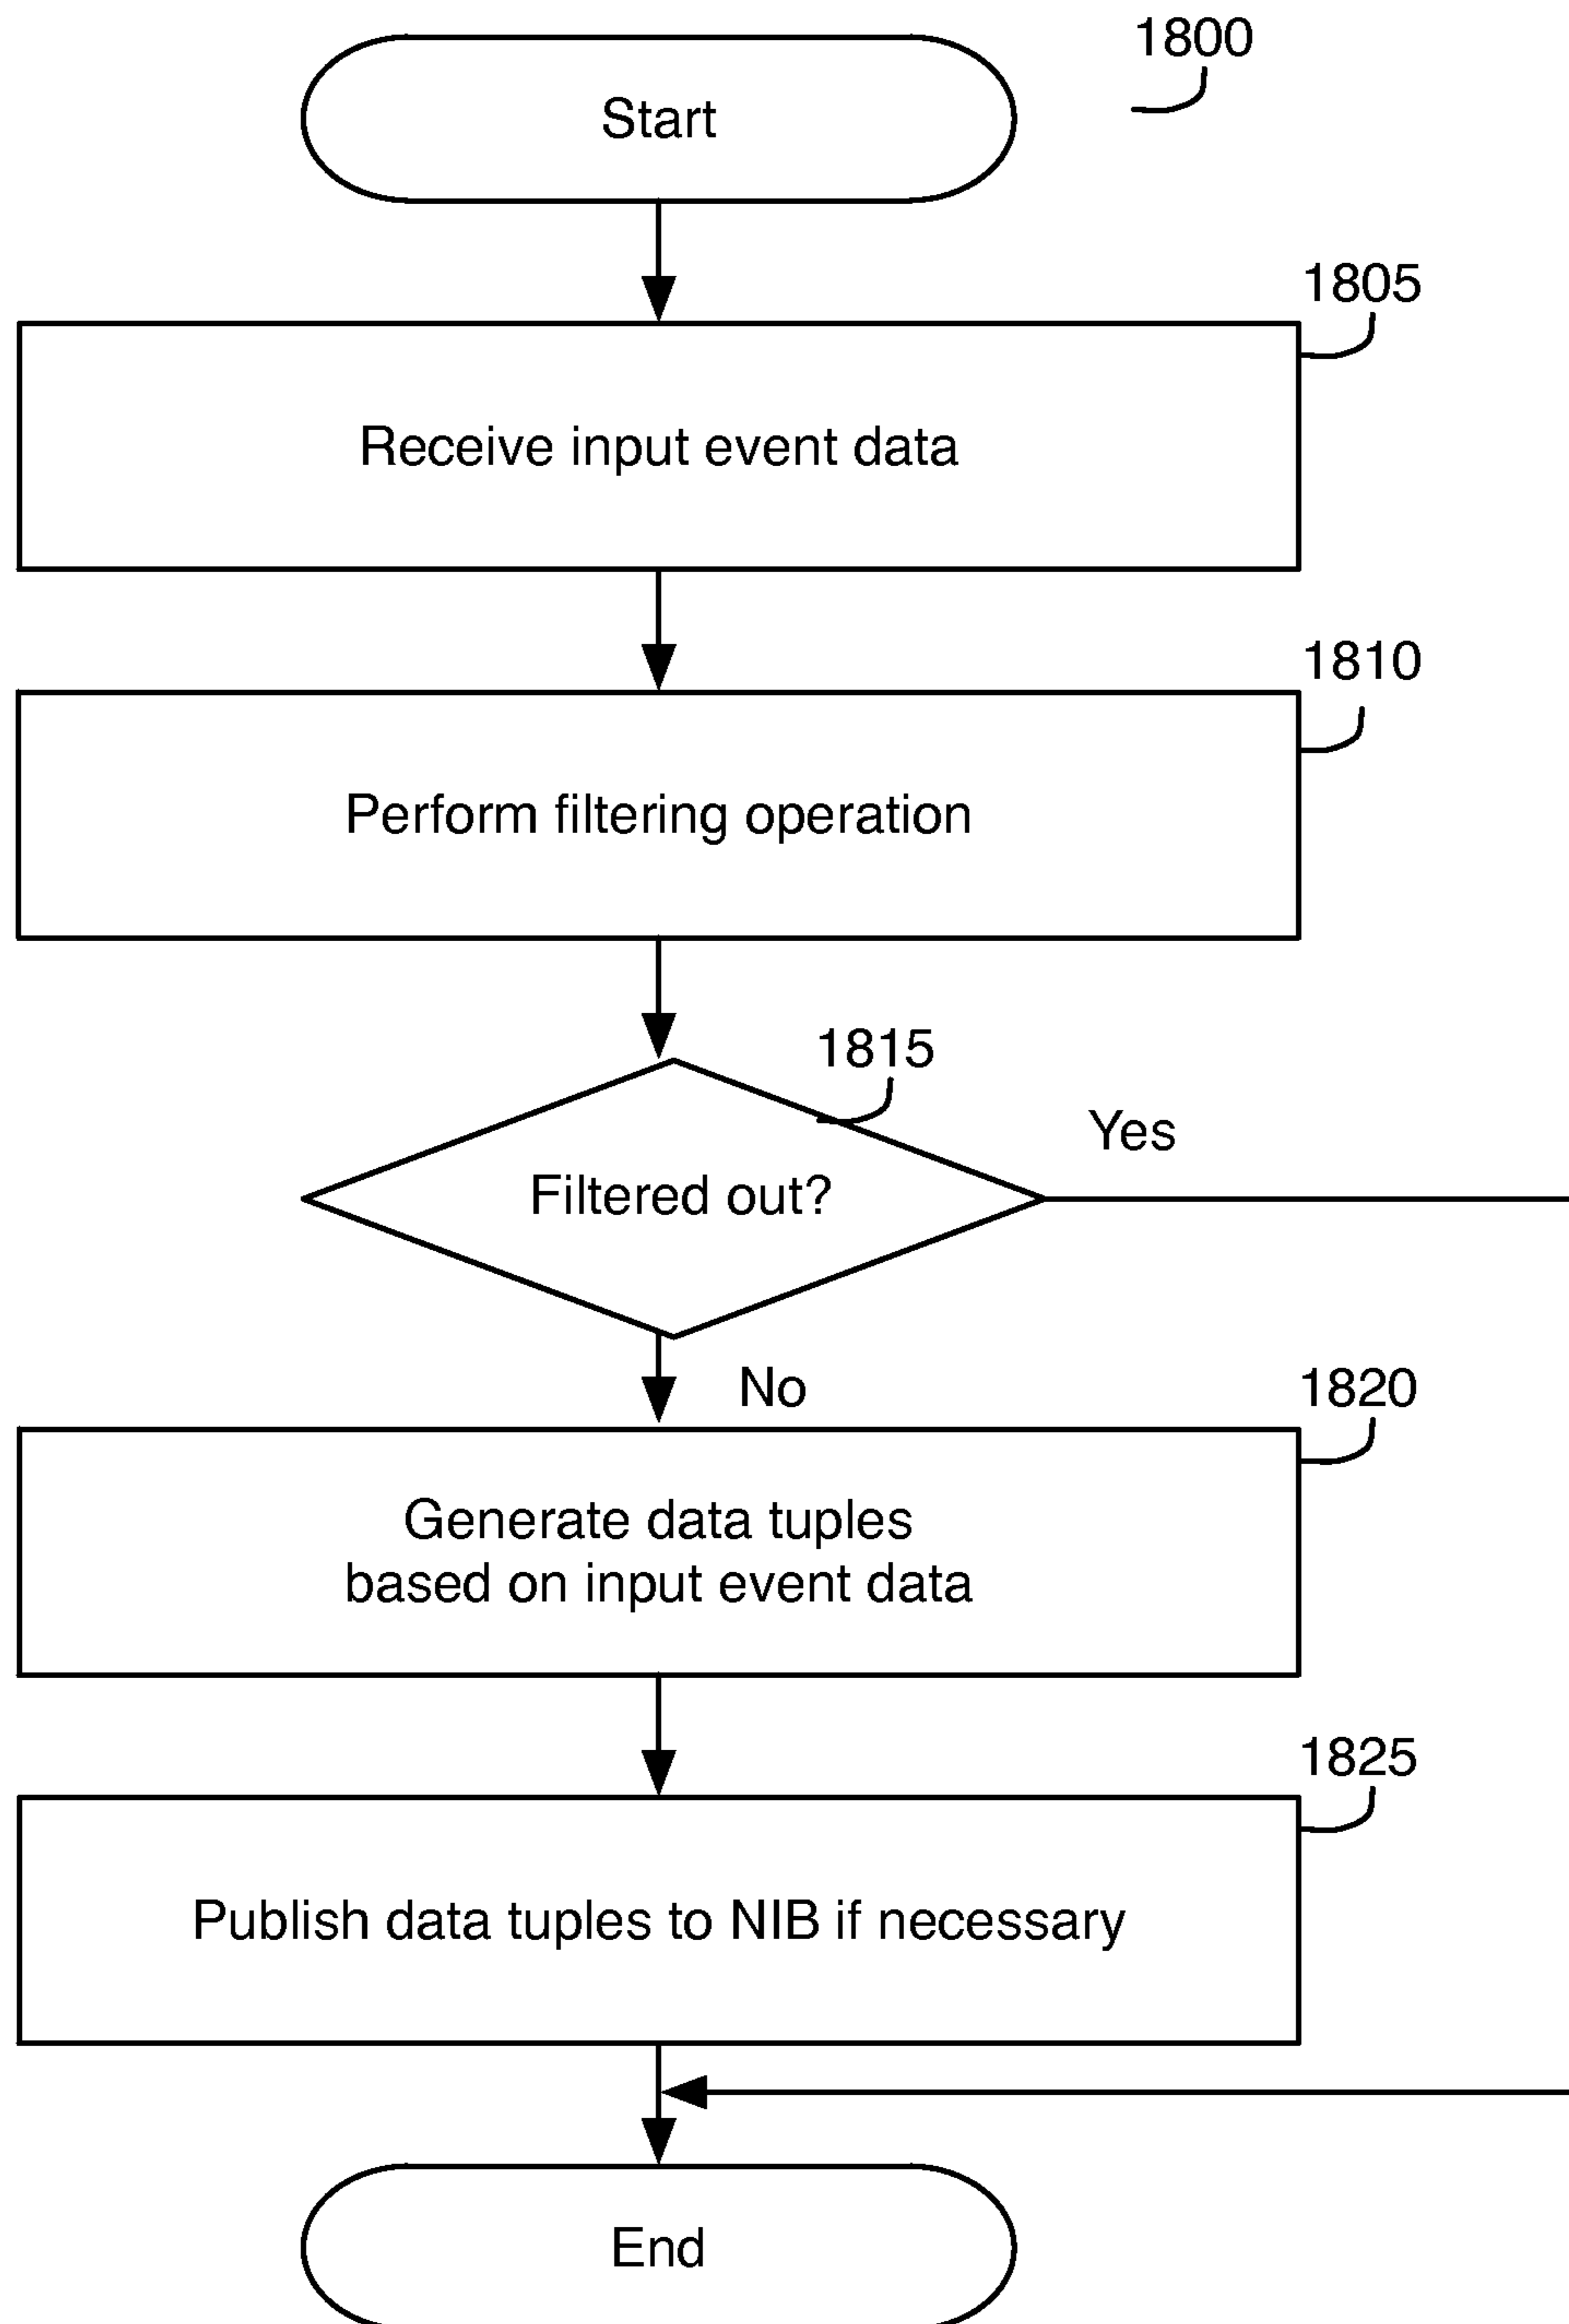 1800
Start
1805
Receive input event data
1810
Perform filtering operation
1815
Yes
Filtered out?
No
1820
Generate data tuples
based on input event data
1825
Publish data tuples to NIB if necessary
End